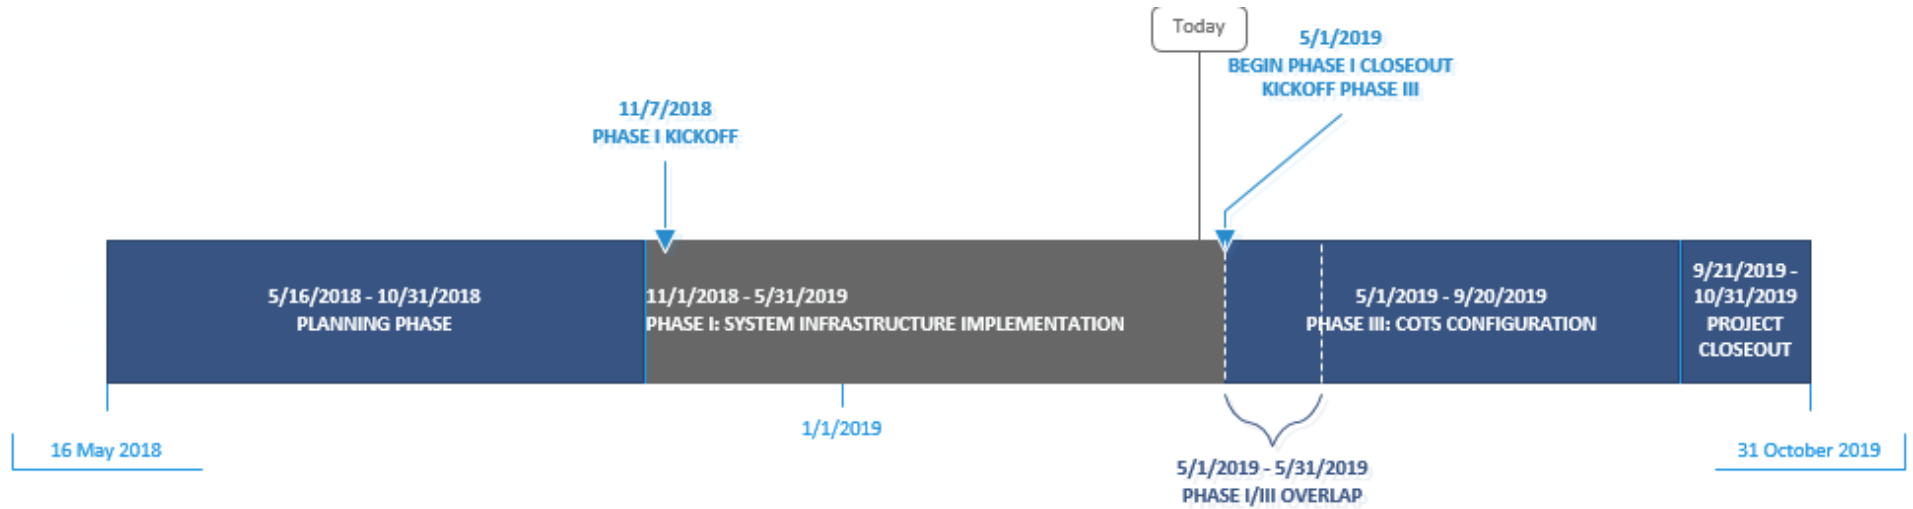 Today
5/1/2019
BEGIN PHASE I CLOSEOUT
KICKOFF PHASE III
11/7/2018
PHASE I KICKOFF
5/16/2018 - 10/31/2018
PLANNING PHASE
11/1/2018 - 5/31/2019
PHASE I: SYSTEM INFRASTRUCTURE IMPLEMENTATION
5/1/2019 - 9/20/2019
PHASE III: COTS CONFIGURATION
9/21/2019 -
10/31/2019
PROJECT
CLOSEOUT
16 May 2018
1/1/2019
31 October 2019
5/1/2019 - 5/31/2019
PHASE I/III OVERLAP